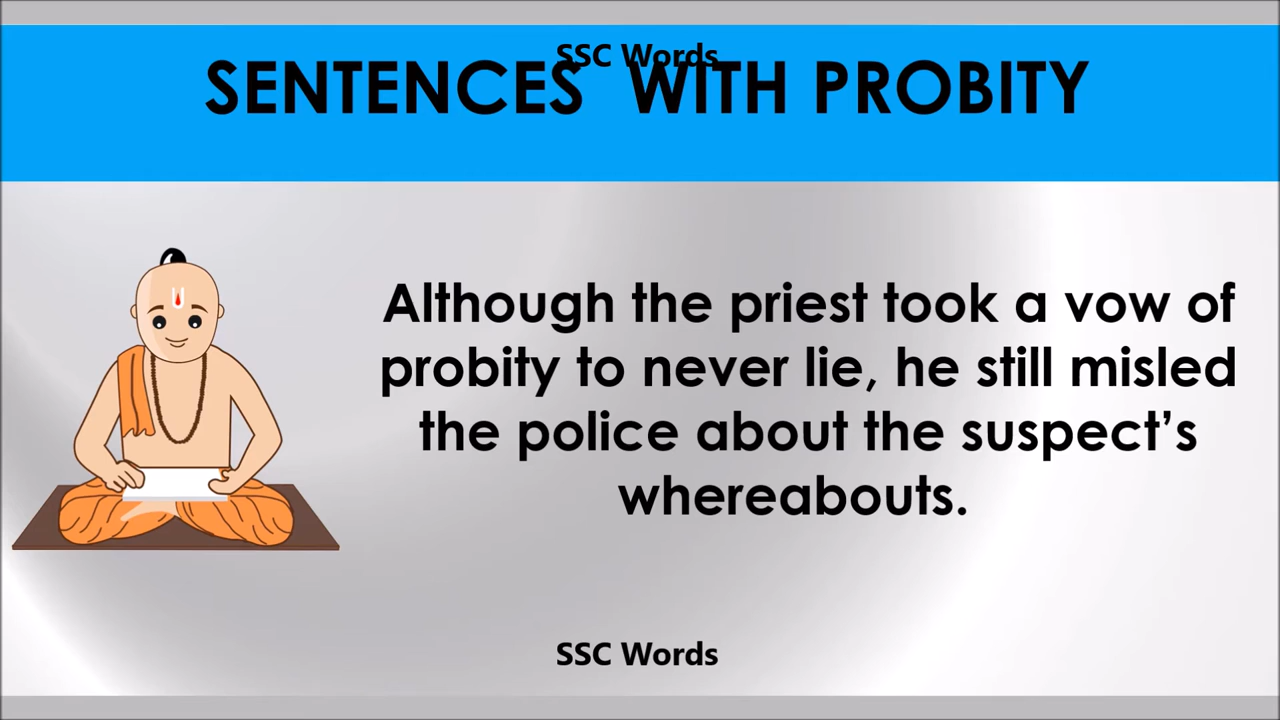 SSC Words
SENTENCES WITH PROBITY
Although the priest took a vow of
probity to never lie, he still misled
the police about the suspect’s
whereabouts.
SSC Words